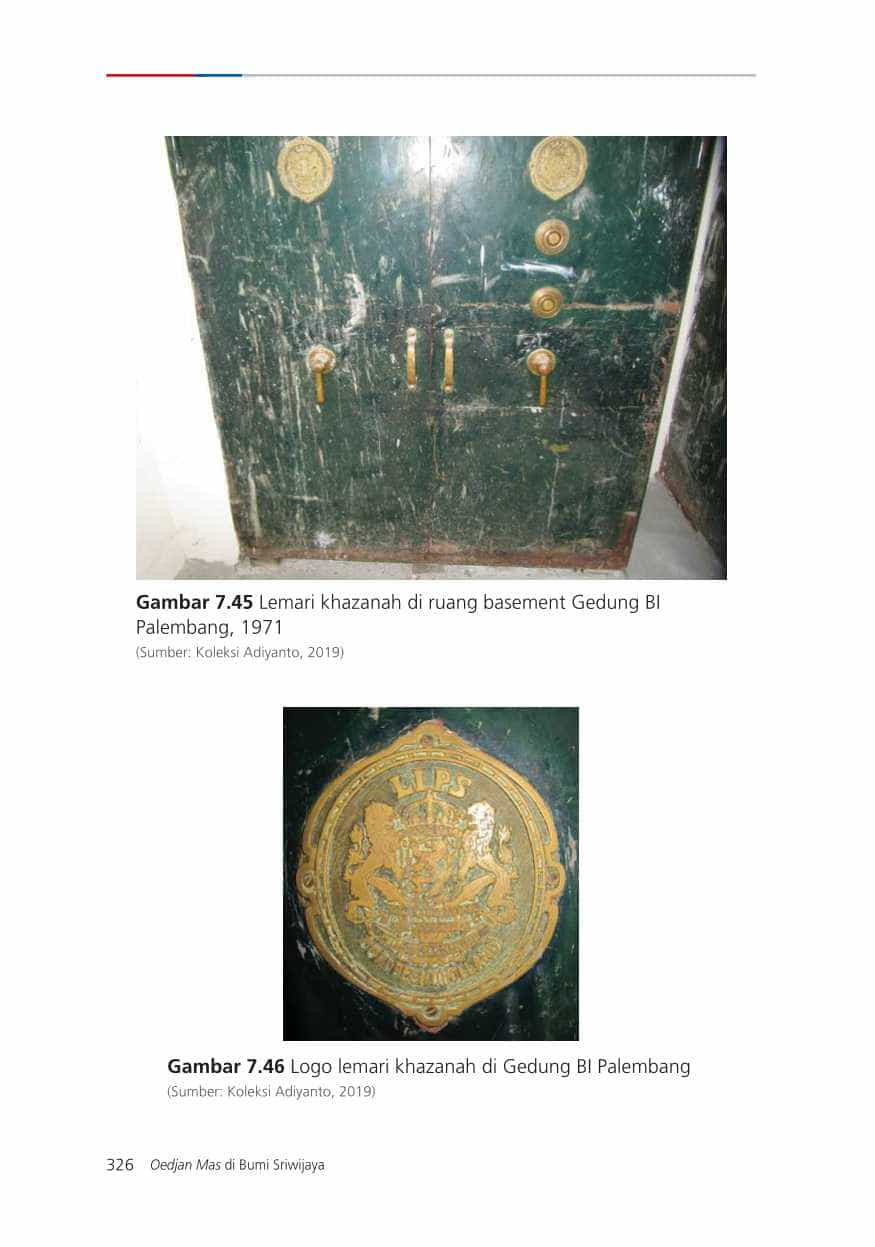 Gambar 7.45 Lemari khazanah di ruang basement Gedung BI
Palembang, 1971
(Sumber: Koleksi Adiyanto, 2019)
LIPS
Gambar 7.46 Logo lemari khazanah di Gedung BI Palembang
(Sumber: Koleksi Adiyanto, 2019)
326 Oedjan Mas di Bumi Sriwijaya